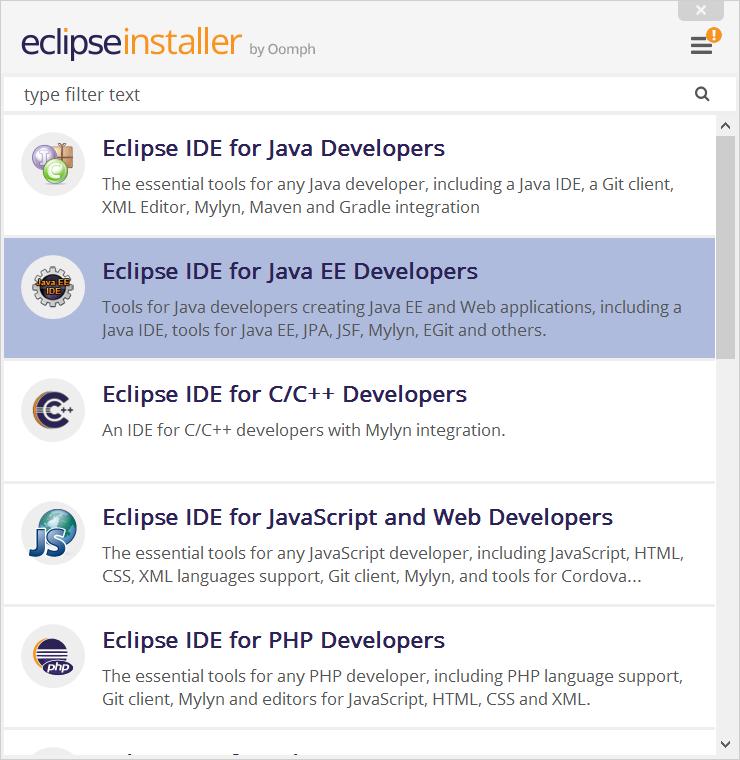 eclipseinstaller by Oomph
!
type filter text
Eclipse IDE for Java Developers
The essential tools for any Java developer, including a Java IDE, a Git client,
XML Editor, Mylyn, Maven and Gradle integration
J
C
Eclipse IDE for Java EE Developers
Java EE
IDE
Tools for Java developers creating Java EE and Web applications, including a
Java IDE, tools for Java EE, JPA, JSF, Mylyn, EGit and others.
Eclipse IDE for C/C++ Developers
C++
An IDE for C/C++ developers with Mylyn integration.
Eclipse IDE for JavaScript and Web Developers
JS
The essential tools for any JavaScript developer, including JavaScript, HTML,
CSS, XML languages support, Git client, Mylyn, and tools for Cordova...
Eclipse IDE for PHP Developers
php
The essential tools for any PHP developer, including PHP language support,
Git client, Mylyn and editors for JavaScript, HTML, CSS and XML.